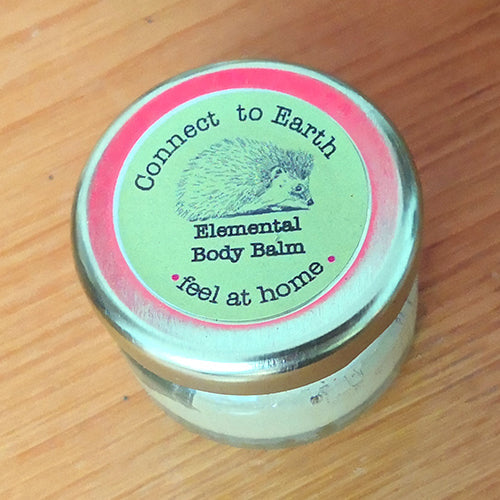 Connect to Earth
Elemental
Body Balm
•feel at home•